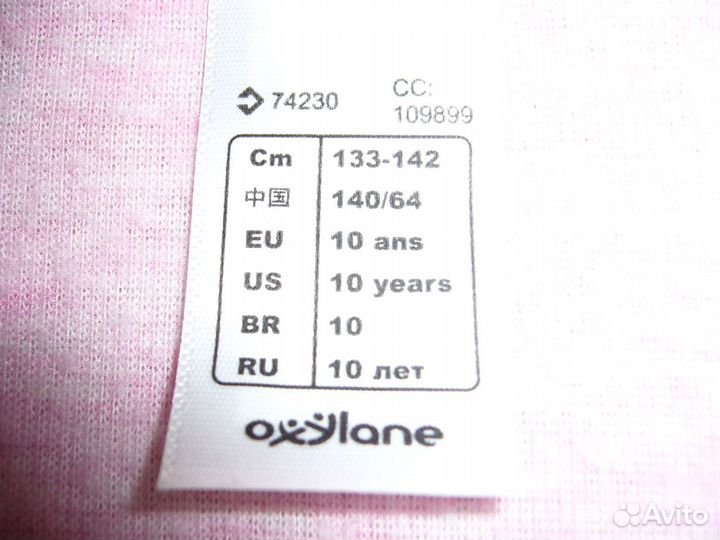 74230 CC:
109899
Cm 133-142
中国 140/64
EU 10 ans
US 10 years
BR 10
RU 10 лет
oxylane
Avito